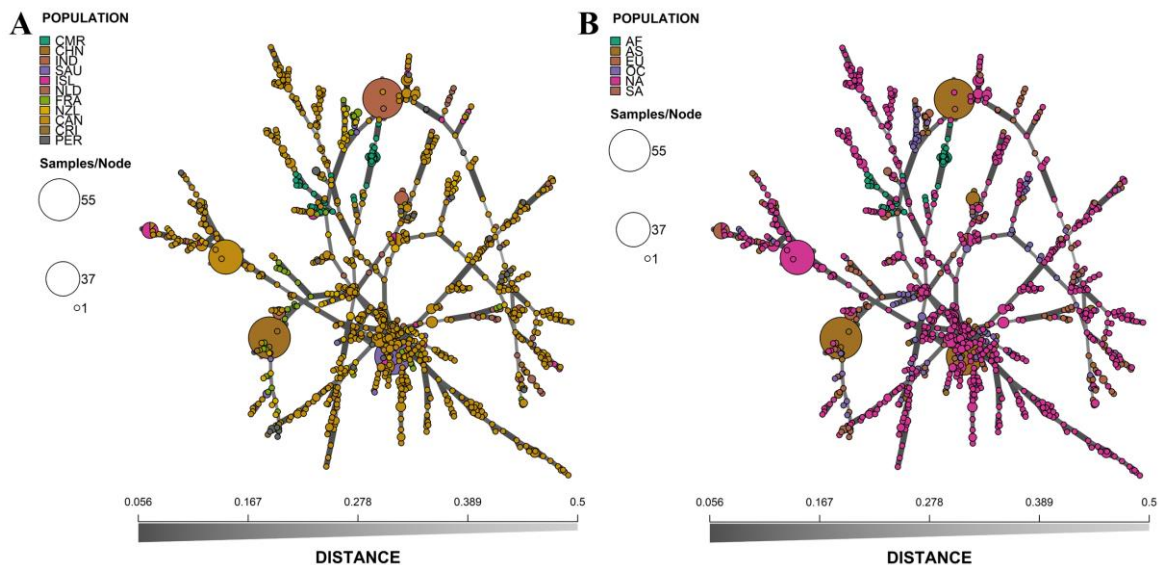 A
POPULATION
CMR
CHN
IND
SAU
ISL
NLD
FRA
NZL
CAN
CRI
PER
Samples/Node
55
37
1
0.056 0.167 0.278 0.389 0.5
DISTANCE
B
POPULATION
AF
AS
EU
OC
NA
SA
Samples/Node
55
37
1
0.056 0.167 0.278 0.389 0.5
DISTANCE